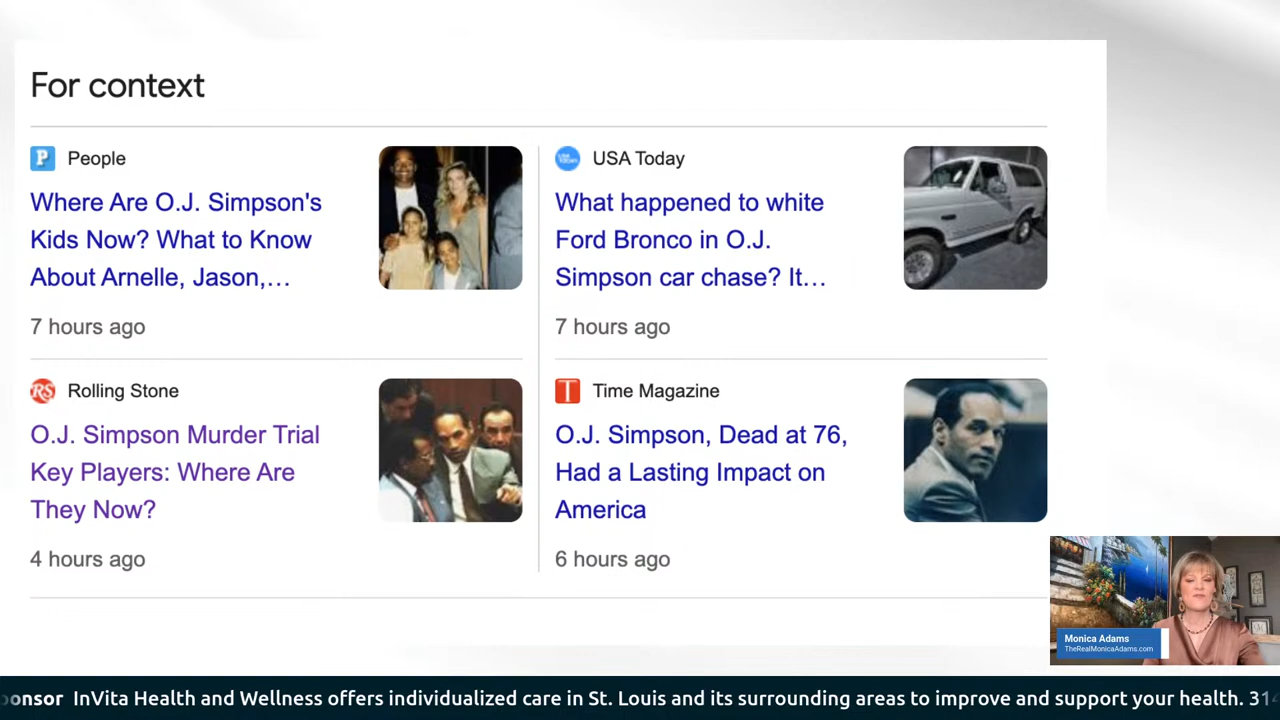 For context
People
Where Are O.J. Simpson's
Kids Now? What to Know
About Arnelle, Jason,...
7 hours ago
USA Today
What happened to white
Ford Bronco in O.J.
Simpson car chase? It...
7 hours ago
RS Rolling Stone
O.J. Simpson Murder Trial
Key Players: Where Are
They Now?
4 hours ago
Time Magazine
O.J. Simpson, Dead at 76,
Had a Lasting Impact on
America
6 hours ago
Monica Adams
TheRealMonicaAdams.com
onsor InVita Health and Wellness offers individualized care in St. Louis and its surrounding areas to improve and support your health. 31